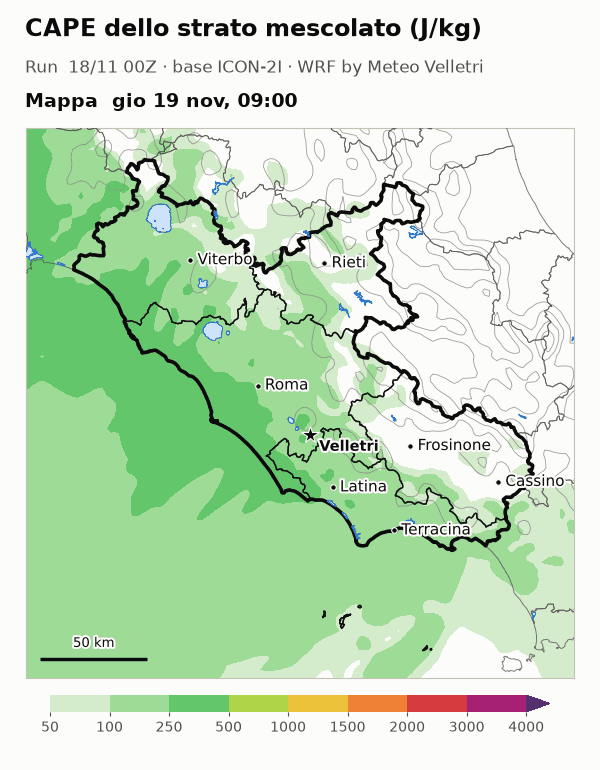 CAPE dello strato mescolato (J/kg)
Run  18/11 00Z · base ICON-2I · WRF by Meteo Velletri
Mappa  gio 19 nov, 09:00
Viterbo
Rieti
Roma
Velletri
Frosinone
Latina
Cassino
Terracina
50 km
50 100 250 500 1000 1500 2000 3000 4000